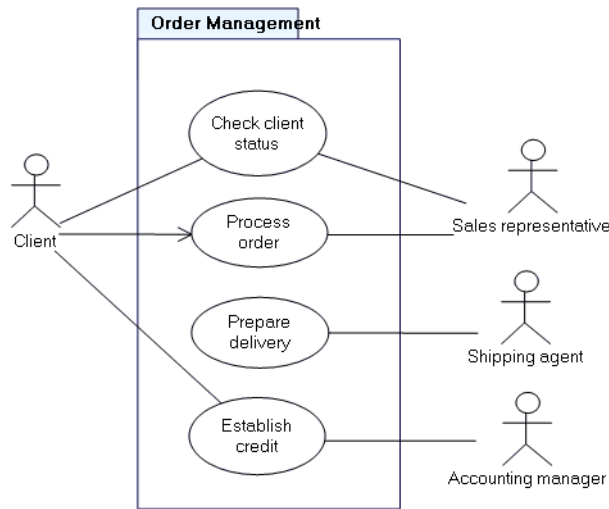 Order Management
Check client
status
Client
Process
order
Sales representative
Prepare
delivery
Shipping agent
Establish
credit
Accounting manager